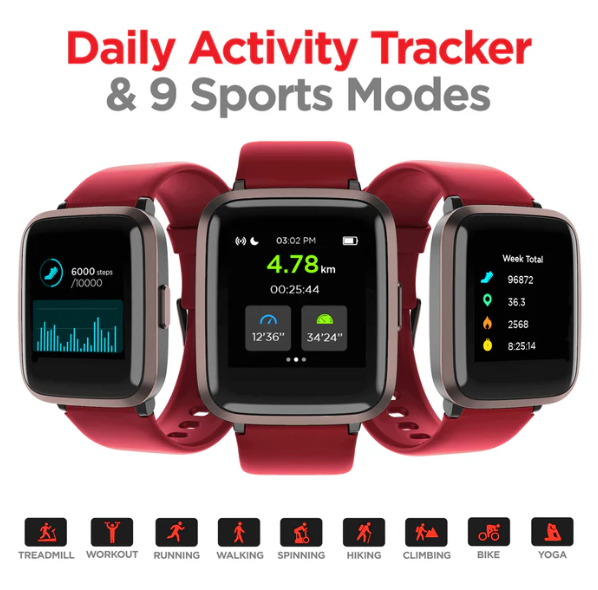 Daily Activity Tracker
& 9 Sports Modes
6000 steps
/10000
03:02 PM
4.78 km
00:25:44
12'36"
34'24"
Week Total
96872
36.3
2568
8:25:14
TREADMILL
WORKOUT
RUNNING
WALKING
SPINNING
HIKING
CLIMBING
BIKE
YOGA